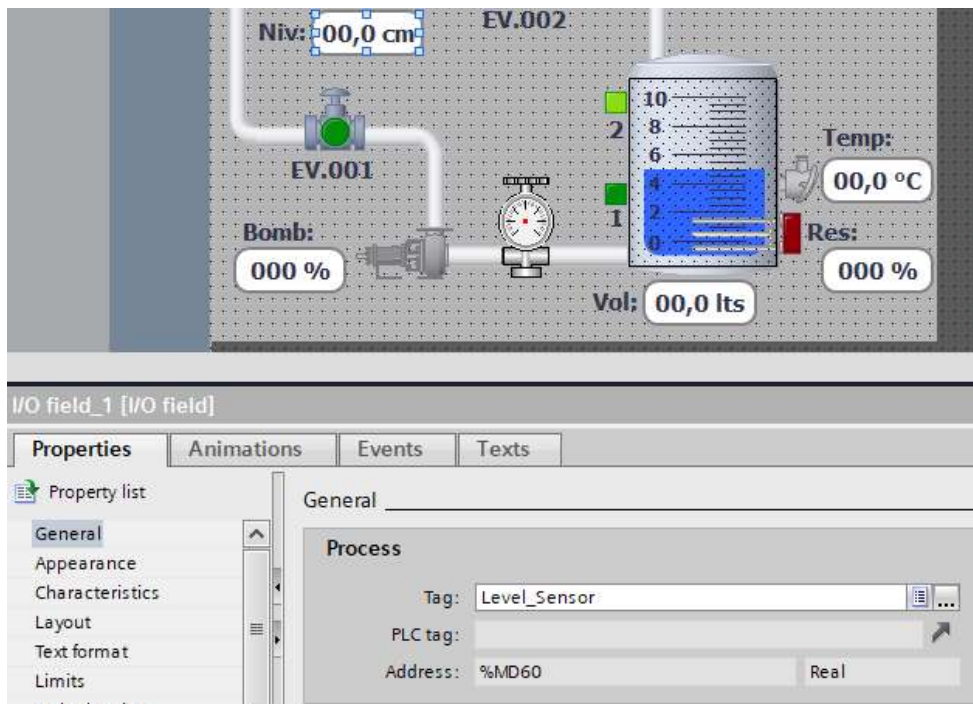 Niv: 00,0 cm
EV.002
10
8
6
4
2
0
2
1
EV.001
Temp:
00,0 ºC
Bomb:
000 %
Res:
000 %
Vol: 00,0 lts
I/O field_1 [I/O field]
Properties Animations Events Texts
Property list
General
Appearance
Characteristics
Layout
Text format
Limits
General
Process
Tag: Level_Sensor ...
PLC tag:
Address: %MD60 Real